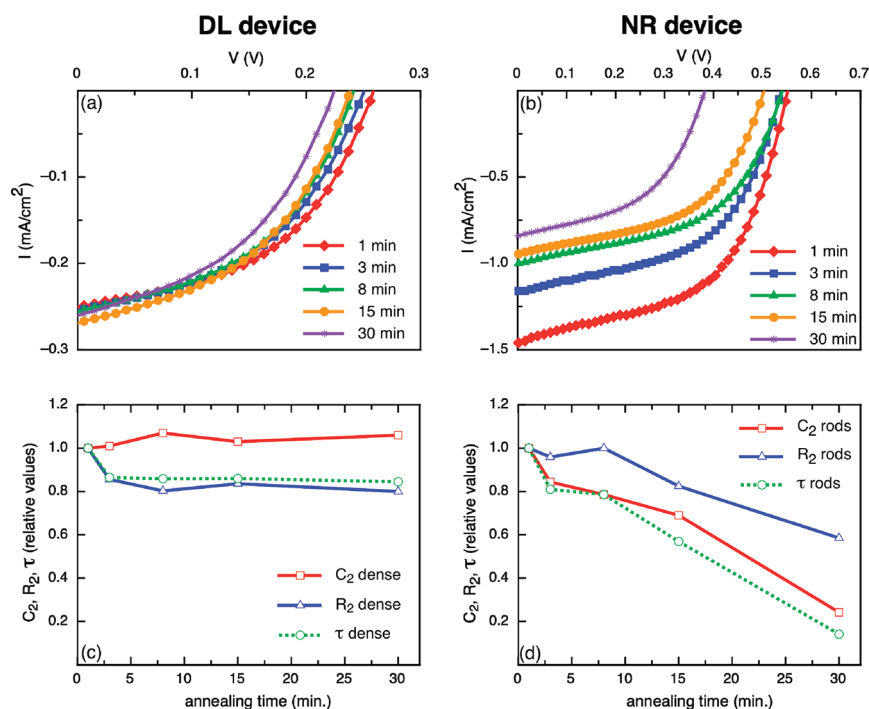 DL device
V (V)
0 0.1 0.2 0.3
(a)
I (mA/cm²)
−0.1
−0.2
−0.3
1 min
3 min
8 min
15 min
30 min
NR device
V (V)
0 0.1 0.2 0.3 0.4 0.5 0.6 0.7
(b)
I (mA/cm²)
−0.5
−1.0
−1.5
1 min
3 min
8 min
15 min
30 min
C₂, R₂, τ (relative values)
1.2
1.0
0.8
0.6
0.4
0.2
C₂ dense
R₂ dense
τ dense
(c)
0 5 10 15 20 25 30
annealing time (min.)
C₂, R₂, τ (relative values)
1.2
1.0
0.8
0.6
0.4
0.2
C₂ rods
R₂ rods
τ rods
(d)
0 5 10 15 20 25 30
annealing time (min.)